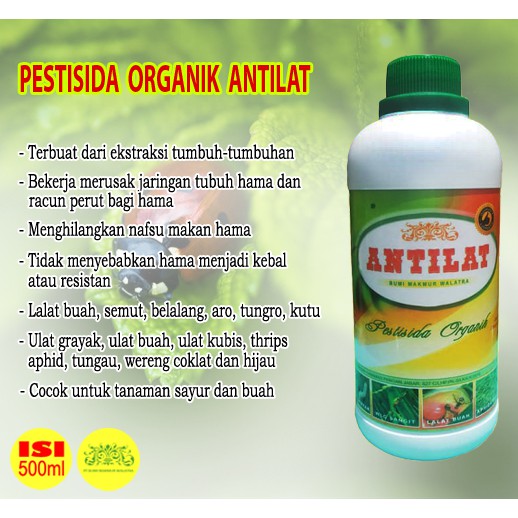 PESTISIDA ORGANIK ANTILAT
- Terbuat dari ekstraksi tumbuh-tumbuhan
- Bekerja merusak jaringan tubuh hama dan
racun perut bagi hama
- Menghilangkan nafsu makan hama
- Tidak menyebabkan hama menjadi kebal
atau resistan
- Lalat buah, semut, belalang, aro, tungro, kutu
- Ulat grayak, ulat buah, ulat kubis, thrips
aphid, tungau, wereng coklat dan hijau
- Cocok untuk tanaman sayur dan buah
ISI
500ml
ANTILAT
BUMI MAKMUR WALATRA
Pestisida Organik
LALAT BUAH